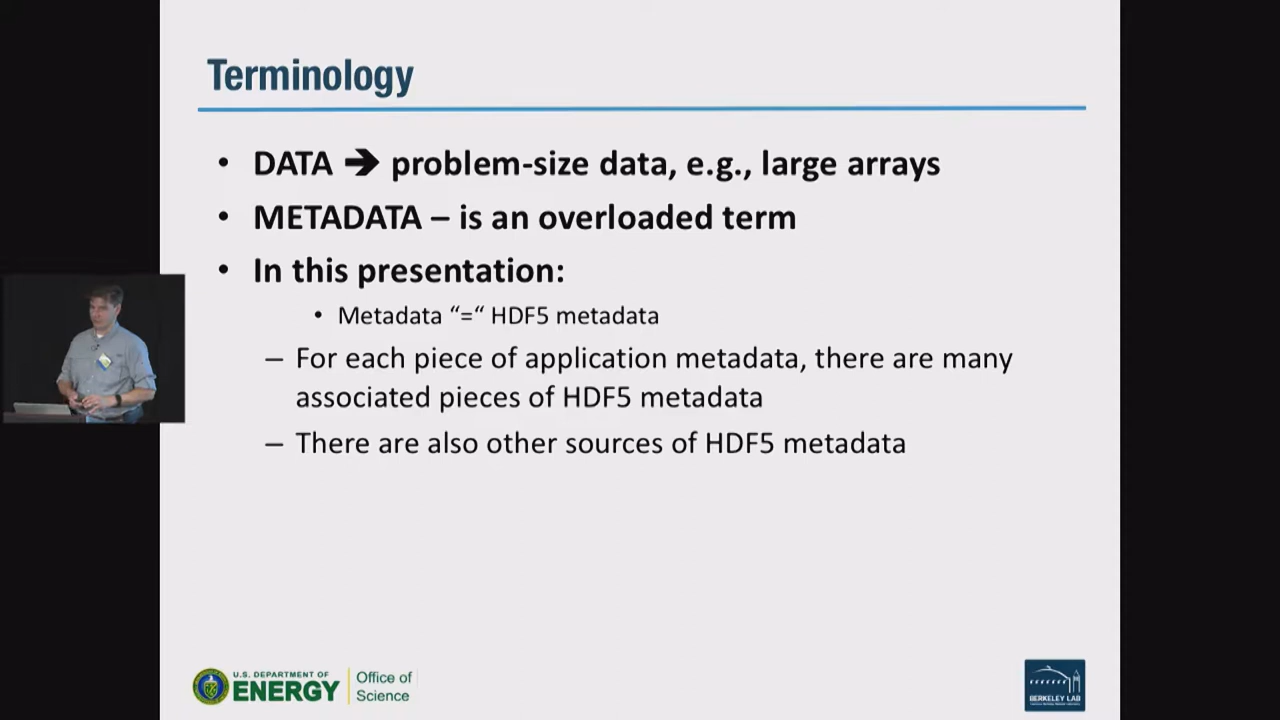 Terminology
• DATA ➔ problem-size data, e.g., large arrays
• METADATA – is an overloaded term
• In this presentation:
• Metadata “=“ HDF5 metadata
– For each piece of application metadata, there are many
associated pieces of HDF5 metadata
– There are also other sources of HDF5 metadata
U.S. DEPARTMENT OF
ENERGY
Office of
Science
BERKELEY LAB